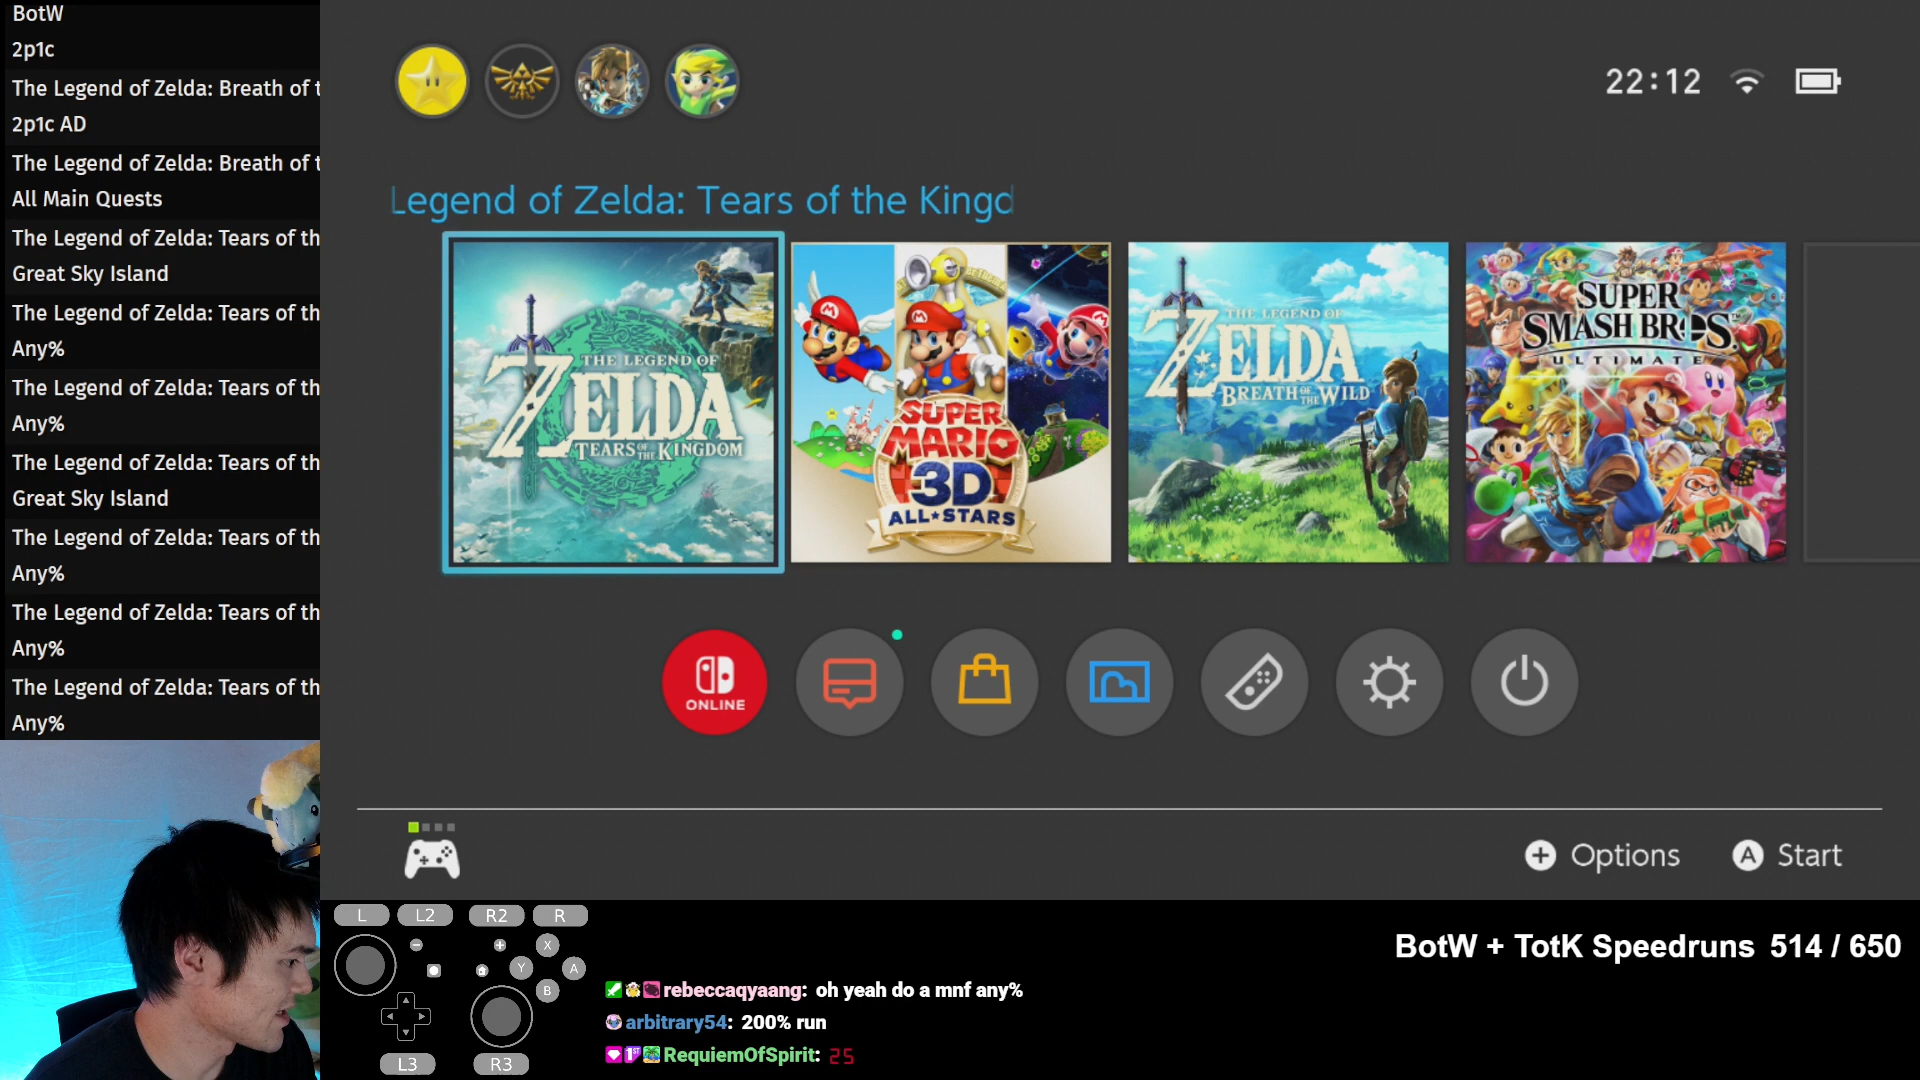 BotW
2p1c
The Legend of Zelda: Breath of t
2p1c AD
The Legend of Zelda: Breath of t
All Main Quests
The Legend of Zelda: Tears of th
Great Sky Island
The Legend of Zelda: Tears of th
Any%
The Legend of Zelda: Tears of th
Any%
The Legend of Zelda: Tears of th
Great Sky Island
The Legend of Zelda: Tears of th
Any%
The Legend of Zelda: Tears of th
Any%
The Legend of Zelda: Tears of th
Any%
22:12
Legend of Zelda: Tears of the Kingd
THE LEGEND OF
ZELDA
TEARS OF THE KINGDOM
SUPER
MARIO
3D
ALL★STARS
THE LEGEND OF
ZELDA
BREATH OF THE WILD
SUPER
SMASH BROS.
ULTIMATE
ONLINE
+ Options
A Start
L L2 R2 R
X
Y A
B
L3 R3
BotW + TotK Speedruns 514 / 650
rebeccaqyaang: oh yeah do a mnf any%
arbitrary54: 200% run
1ST RequiemOfSpirit: 25